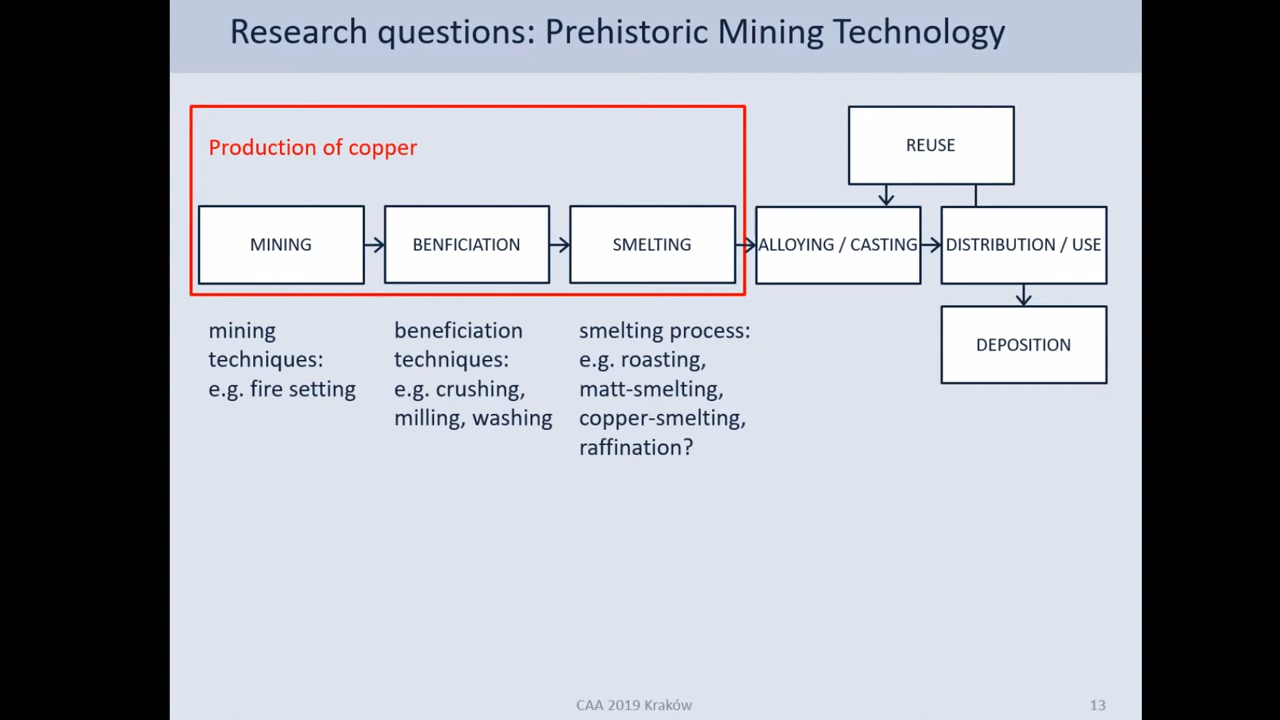 Research questions: Prehistoric Mining Technology
Production of copper
REUSE
MINING
BENFICIATION
SMELTING
ALLOYING / CASTING
DISTRIBUTION / USE
DEPOSITION
mining
techniques:
e.g. fire setting
beneficiation
techniques:
e.g. crushing,
milling, washing
smelting process:
e.g. roasting,
matt-smelting,
copper-smelting,
raffination?
CAA 2019 Kraków
13